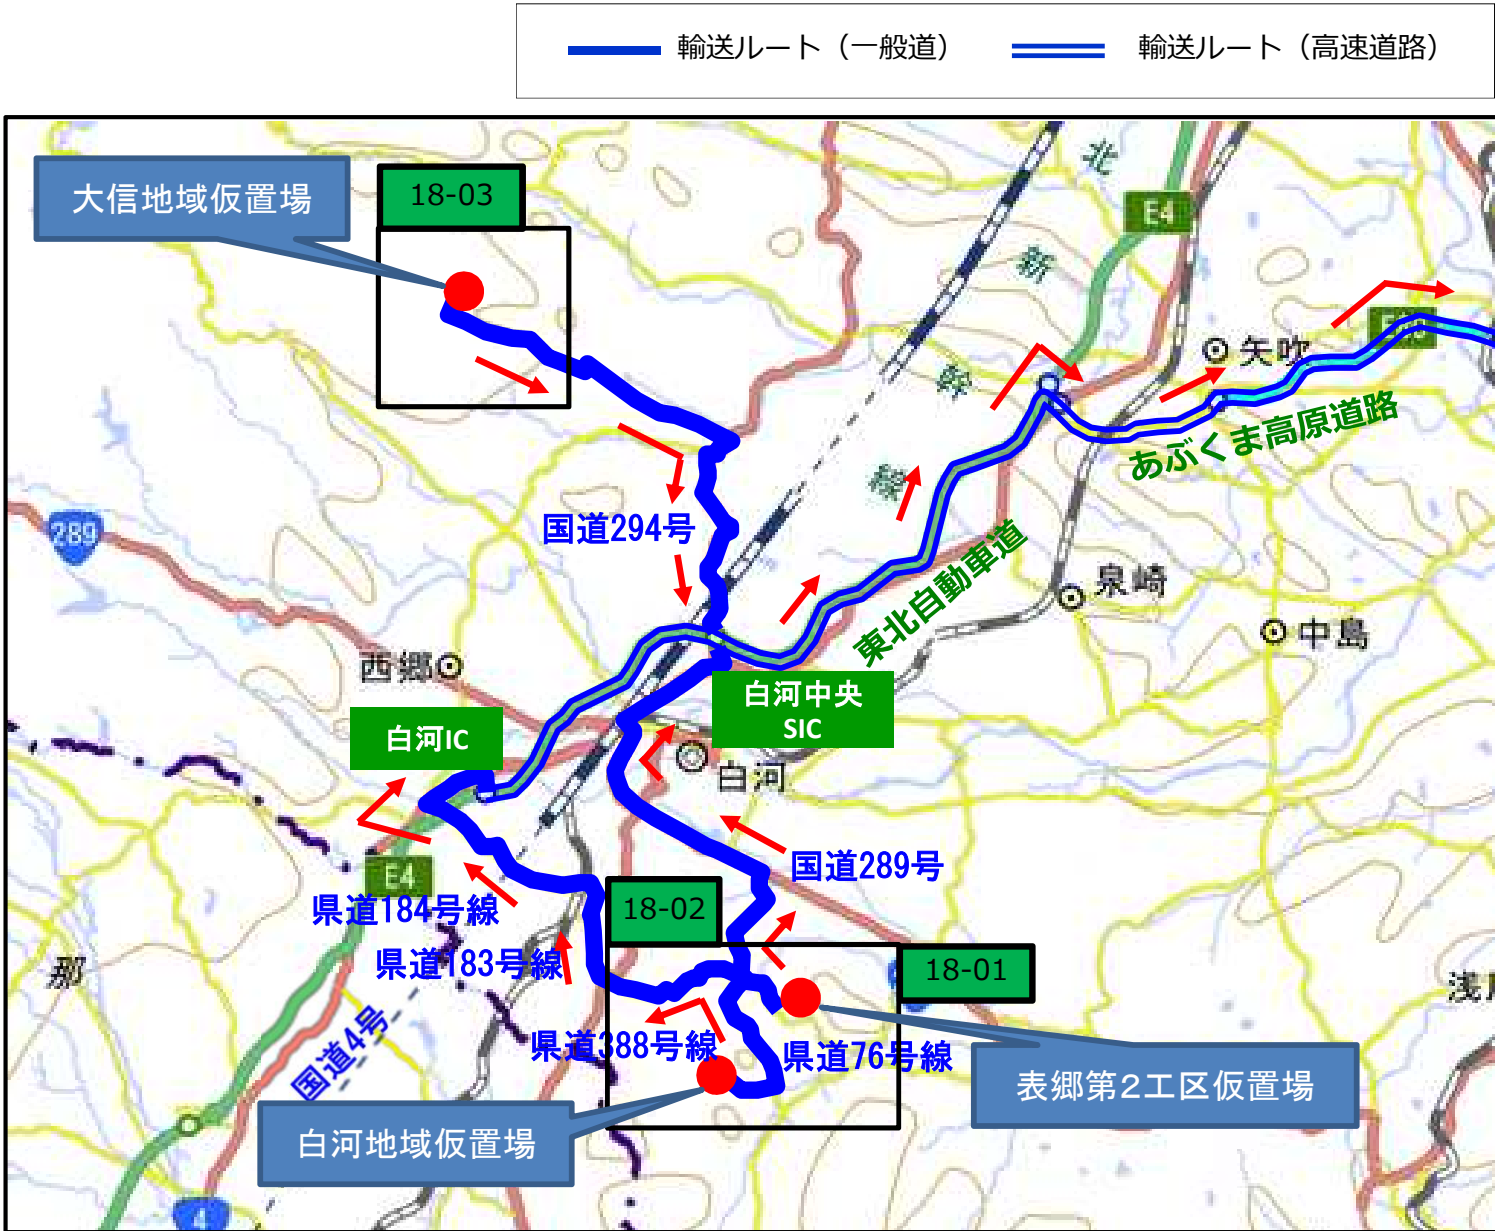 輸送ルート（一般道）
輸送ルート（高速道路）
大信地域仮置場
18-03
北
新
幹
線
E4
矢吹
あぶくま高原道路
289
国道294号
東北自動車道
泉崎
中島
西郷
白河中央
SIC
白河IC
白河
E4
国道289号
県道184号線
18-02
県道183号線
18-01
那
浅川
県道388号線
県道76号線
国道4号
表郷第2工区仮置場
白河地域仮置場
4